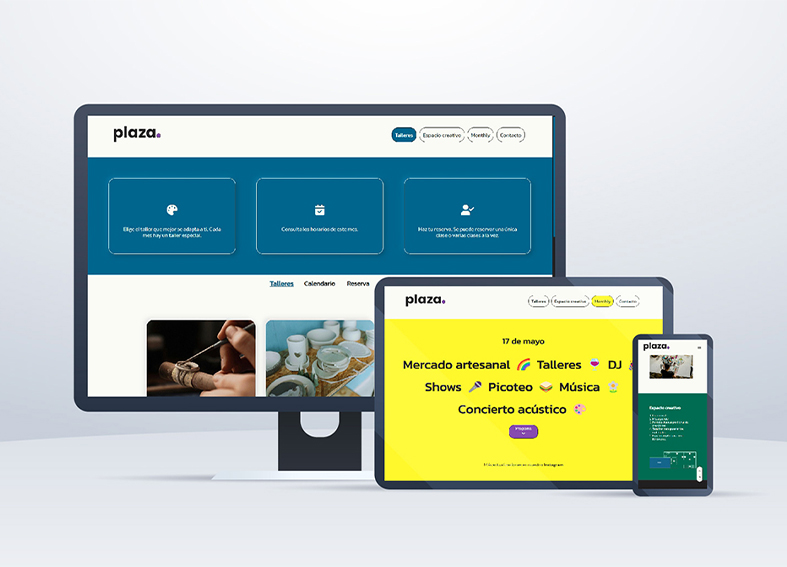 plaza.
Talleres
Espacio creativo
Monthly
Contacto
Elige el taller que mejor se adapta a ti. Cada
mes hay un taller especial.
Consulta los horarios de este mes.
Haz tu reserva. Se puede reservar una única
clase o varias clases a la vez.
Talleres
Calendario
Reserva
plaza.
Talleres
Espacio creativo
Monthly
Contacto
17 de mayo
Mercado artesanal 🌈 Talleres 🍧 DJ
Shows 🎤 Picoteo Música
Concierto acústico
Instagram
plaza.
Espacio creativo